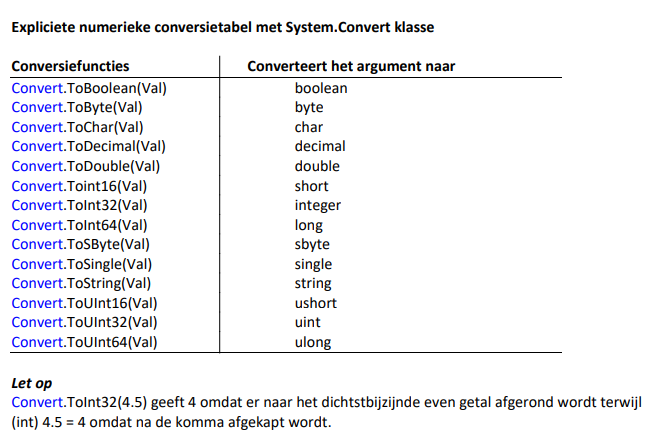 Expliciete numerieke conversietabel met System.Convert klasse
Conversiefuncties Converteert het argument naar
Convert.ToBoolean(Val) boolean
Convert.ToByte(Val) byte
Convert.ToChar(Val) char
Convert.ToDecimal(Val) decimal
Convert.ToDouble(Val) double
Convert.Toint16(Val) short
Convert.ToInt32(Val) integer
Convert.ToInt64(Val) long
Convert.ToSByte(Val) sbyte
Convert.ToSingle(Val) single
Convert.ToString(Val) string
Convert.ToUInt16(Val) ushort
Convert.ToUInt32(Val) uint
Convert.ToUInt64(Val) ulong
Let op
Convert.ToInt32(4.5) geeft 4 omdat er naar het dichtstbijzijnde even getal afgerond wordt terwijl
(int) 4.5 = 4 omdat na de komma afgekapt wordt.